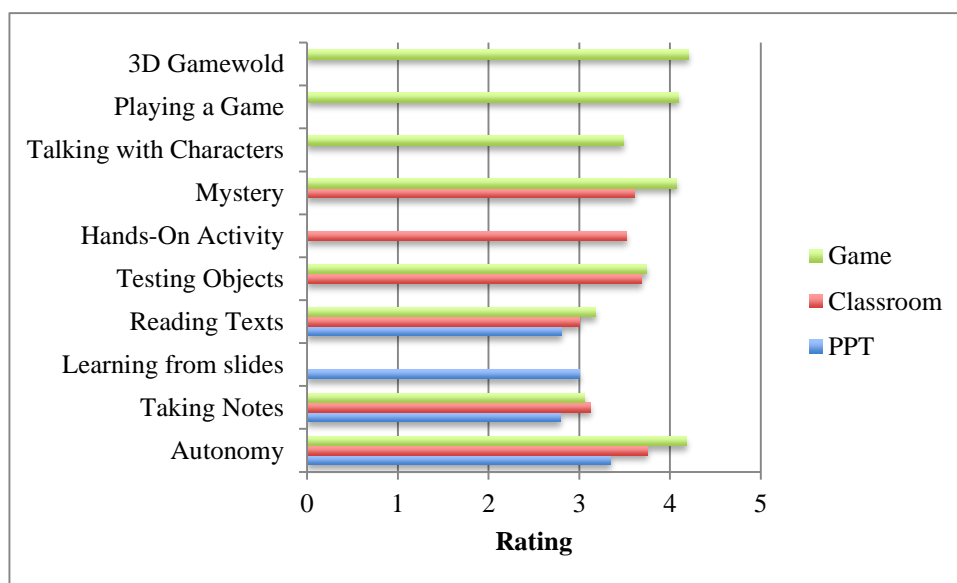 3D Gamewold
Playing a Game
Talking with Characters
Mystery
Hands-On Activity
Testing Objects
Reading Texts
Learning from slides
Taking Notes
Autonomy
0 1 2 3 4 5
Rating
Game
Classroom
PPT